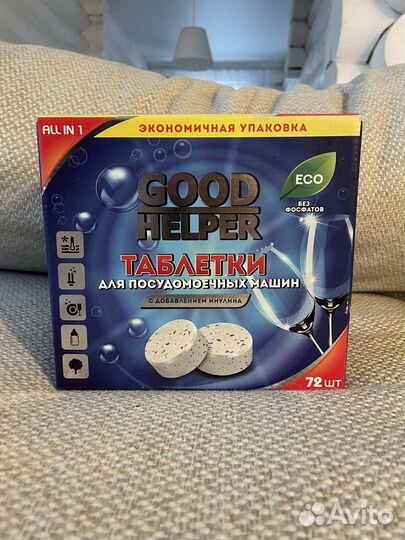 ALL IN 1
ЭКОНОМИЧНАЯ УПАКОВКА
GOOD
HELPER
ECO
БЕЗ
ФОСФАТОВ
ТАБЛЕТКИ
ДЛЯ ПОСУДОМОЕЧНЫХ МАШИН
С ДОБАВЛЕНИЕМ ИНУЛИНА
72 ШТ
Avito